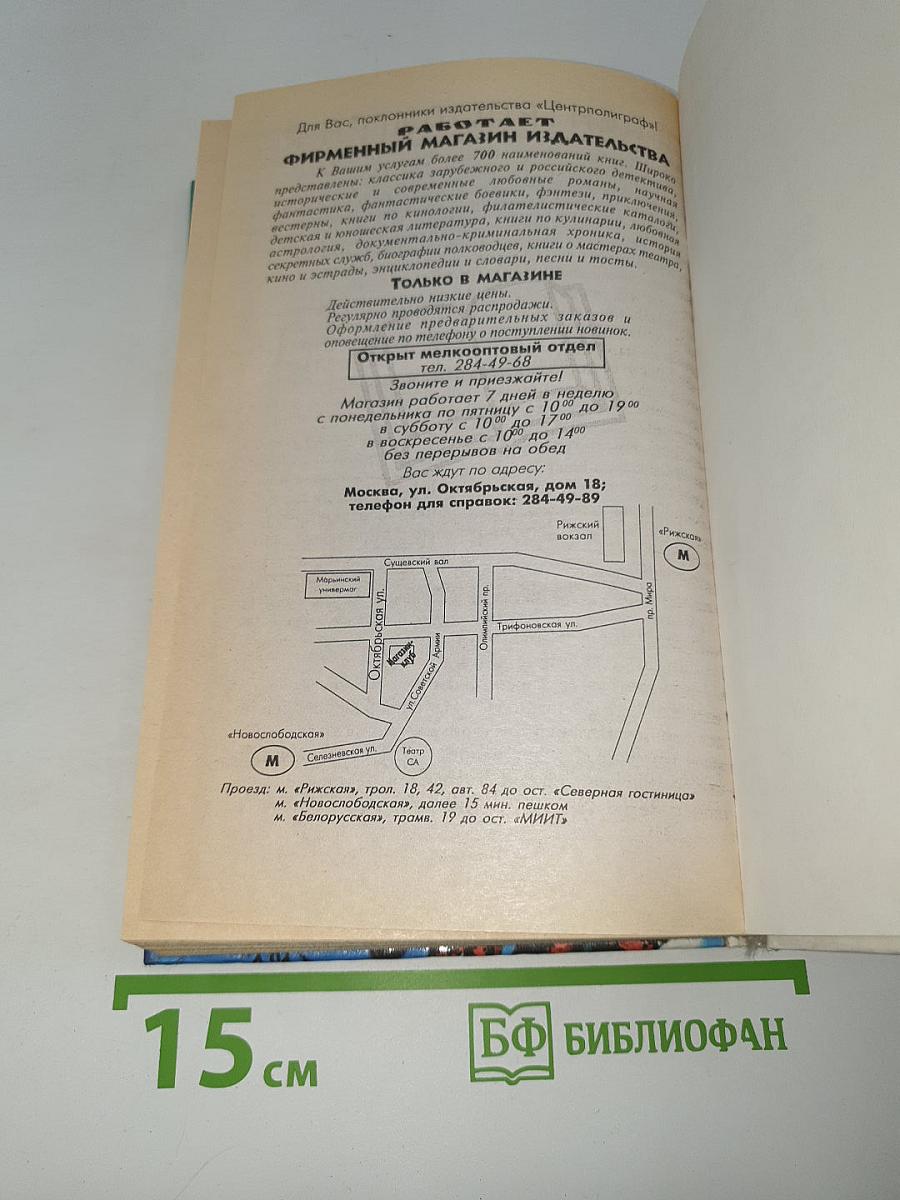 Для Вас, поклонники издательства «Центрполиграф»!
РАБОТАЕТ
ФИРМЕННЫЙ МАГАЗИН ИЗДАТЕЛЬСТВА
К Вашим услугам более 700 наименований книг. Широко
представлены: классика зарубежного и российского детектива,
исторические и современные любовные романы, научная
фантастика, фантастические боевики, фэнтези, приключения,
вестерны, книги по кинологии, филателистические каталоги,
детская и юношеская литература, книги по кулинарии, любовная
астрология, документально-криминальная хроника, история
секретных служб, биографии полководцев, книги о мастерах театра,
кино и эстрады, энциклопедии и словари, песни и тосты.
ТОЛЬКО В МАГАЗИНЕ
Действительно низкие цены.
Регулярно проводятся распродажи.
Оформление предварительных заказов и
оповещение по телефону о поступлении новинок.
Открыт мелкооптовый отдел
тел. 284-49-68
Звоните и приезжайте!
Магазин работает 7 дней в неделю
с понедельника по пятницу с 10⁰⁰ до 19⁰⁰
в субботу с 10⁰⁰ до 17⁰⁰
в воскресенье с 10⁰⁰ до 14⁰⁰
без перерывов на обед
Вас ждут по адресу:
Москва, ул. Октябрьская, дом 18;
телефон для справок: 284-49-89
Рижский
вокзал
«Рижская»
М
Сущевский вал
Марьинский
универмаг
Октябрьская ул.
Олимпийский пр.
пр. Мира
Трифоновская ул.
Магазин-
клуб
ул.Советской Армии
«Новослободская»
М
Селезневская ул.
Театр
СА
Проезд: м. «Рижская», трол. 18, 42, авт. 84 до ост. «Северная гостиница»
м. «Новослободская», далее 15 мин. пешком
м. «Белорусская», трамв. 19 до ост. «МИИТ»
15 см
БФ БИБЛИОФАН